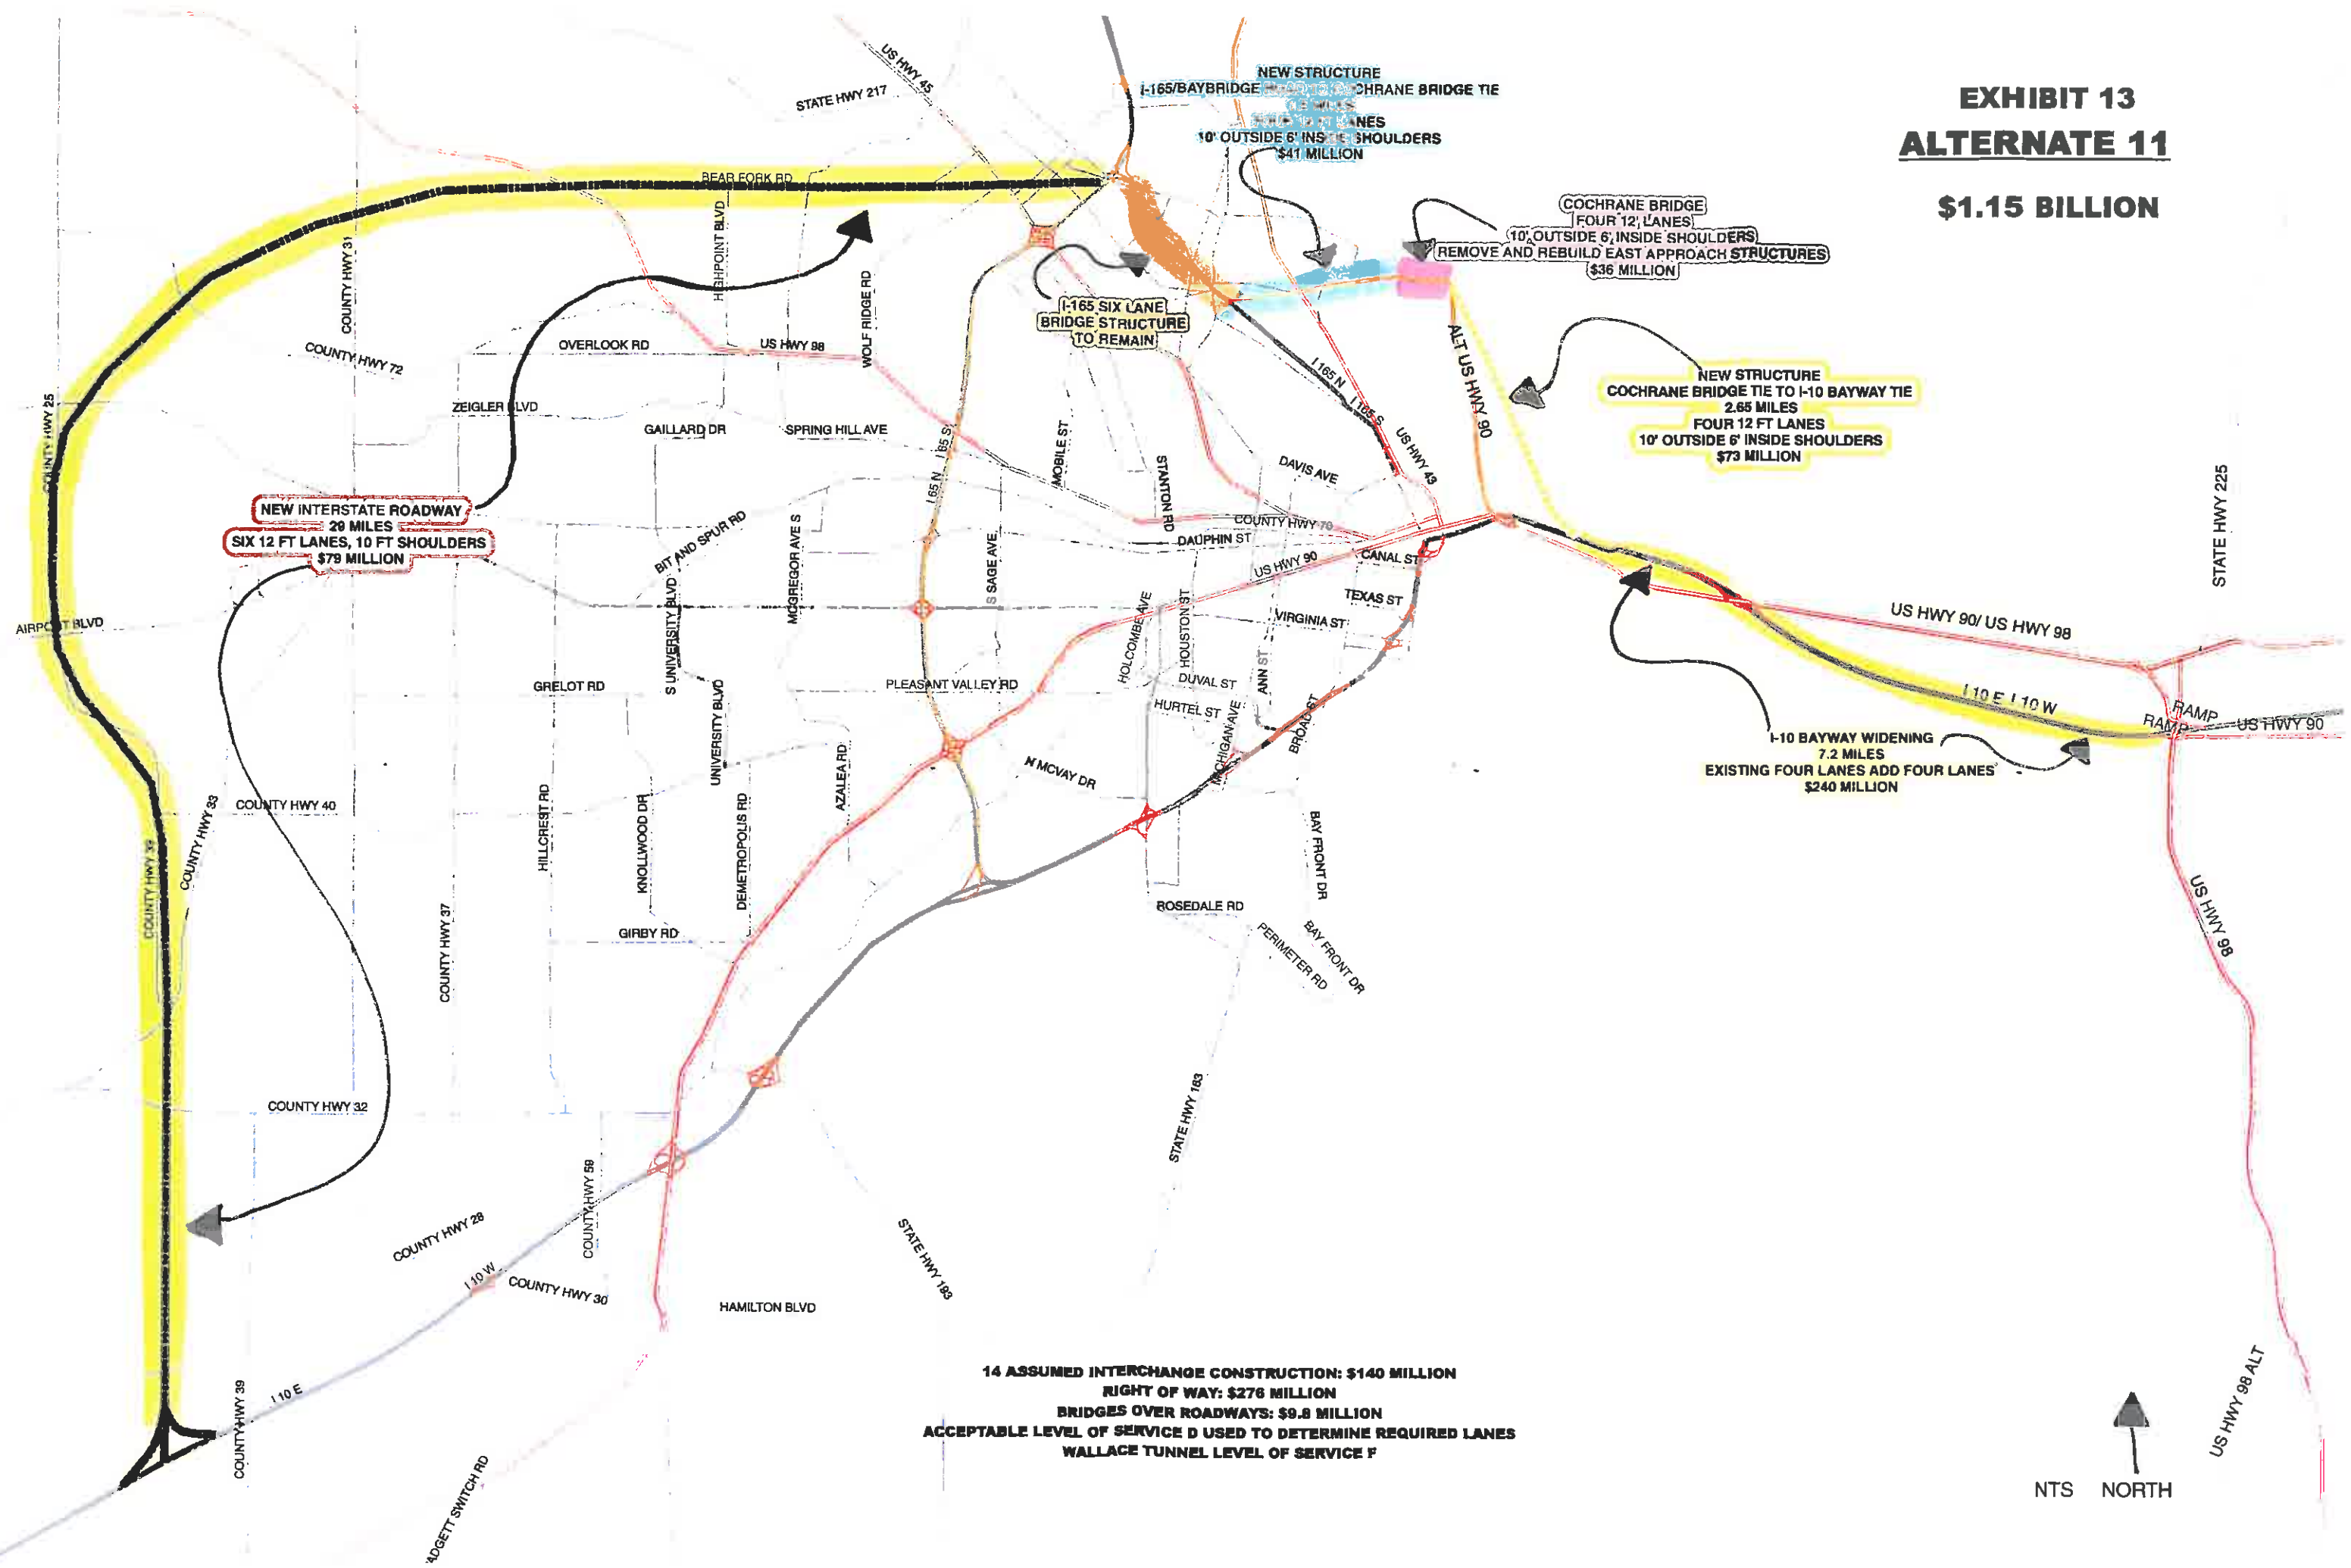 EXHIBIT 13
ALTERNATE 11
$1.15 BILLION
US HWY 45
STATE HWY 217
NEW STRUCTURE
I-165/BAYBRIDGE COCHRANE BRIDGE TIE
LANES
10' OUTSIDE 6' INSIDE SHOULDERS
$41 MILLION
COCHRANE BRIDGE
FOUR 12' LANES
10' OUTSIDE 6' INSIDE SHOULDERS
REMOVE AND REBUILD EAST APPROACH STRUCTURES
$36 MILLION
BEAR FORK RD
COUNTY HWY 31
HIGHPOINT BLVD
WOLF RIDGE RD
I-165 SIX LANE
BRIDGE STRUCTURE
TO REMAIN
COUNTY HWY 72
OVERLOOK RD
US HWY 98
I 165 N
I 165 S
ALT US HWY 90
NEW STRUCTURE
COCHRANE BRIDGE TIE TO I-10 BAYWAY TIE
2.65 MILES
FOUR 12 FT LANES
10' OUTSIDE 6' INSIDE SHOULDERS
$73 MILLION
COUNTY HWY 25
ZEIGLER BLVD
GAILLARD DR
SPRING HILL AVE
I 65 S
I 65 N
MOBILE ST
STANTON RD
DAVIS AVE
US HWY 43
STATE HWY 225
NEW INTERSTATE ROADWAY
29 MILES
SIX 12 FT LANES, 10 FT SHOULDERS
$79 MILLION
BIT AND SPUR RD
MCGREGOR AVE S
S SAGE AVE
COUNTY HWY 70
DAUPHIN ST
US HWY 90
CANAL ST
TEXAS ST
VIRGINIA ST
AIRPORT BLVD
S UNIVERSITY BLVD
HOLCOMBE AVE
HOUSTON ST
ANN ST
US HWY 90/ US HWY 98
GRELOT RD
UNIVERSITY BLVD
PLEASANT VALLEY RD
DUVAL ST
HURTEL ST
MICHIGAN AVE
BROAD ST
I 10 E I 10 W
RAMP
RAMP
US HWY 90
I-10 BAYWAY WIDENING
7.2 MILES
EXISTING FOUR LANES ADD FOUR LANES
$240 MILLION
N MCVAY DR
AZALEA RD
COUNTY HWY 40
COUNTY HWY 33
COUNTY HWY 39
HILLCREST RD
KNOLLWOOD DR
DEMETROPOLIS RD
BAY FRONT DR
US HWY 98
COUNTY HWY 37
GIRBY RD
ROSEDALE RD
PERIMETER RD
BAY FRONT DR
COUNTY HWY 32
STATE HWY 163
COUNTY HWY 59
COUNTY HWY 28
I 10 W
COUNTY HWY 30
STATE HWY 193
HAMILTON BLVD
COUNTY HWY 39
I 10 E
14 ASSUMED INTERCHANGE CONSTRUCTION: $140 MILLION
RIGHT OF WAY: $276 MILLION
BRIDGES OVER ROADWAYS: $9.8 MILLION
ACCEPTABLE LEVEL OF SERVICE D USED TO DETERMINE REQUIRED LANES
WALLACE TUNNEL LEVEL OF SERVICE F
US HWY 98 ALT
ADGETT SWITCH RD
NTS NORTH